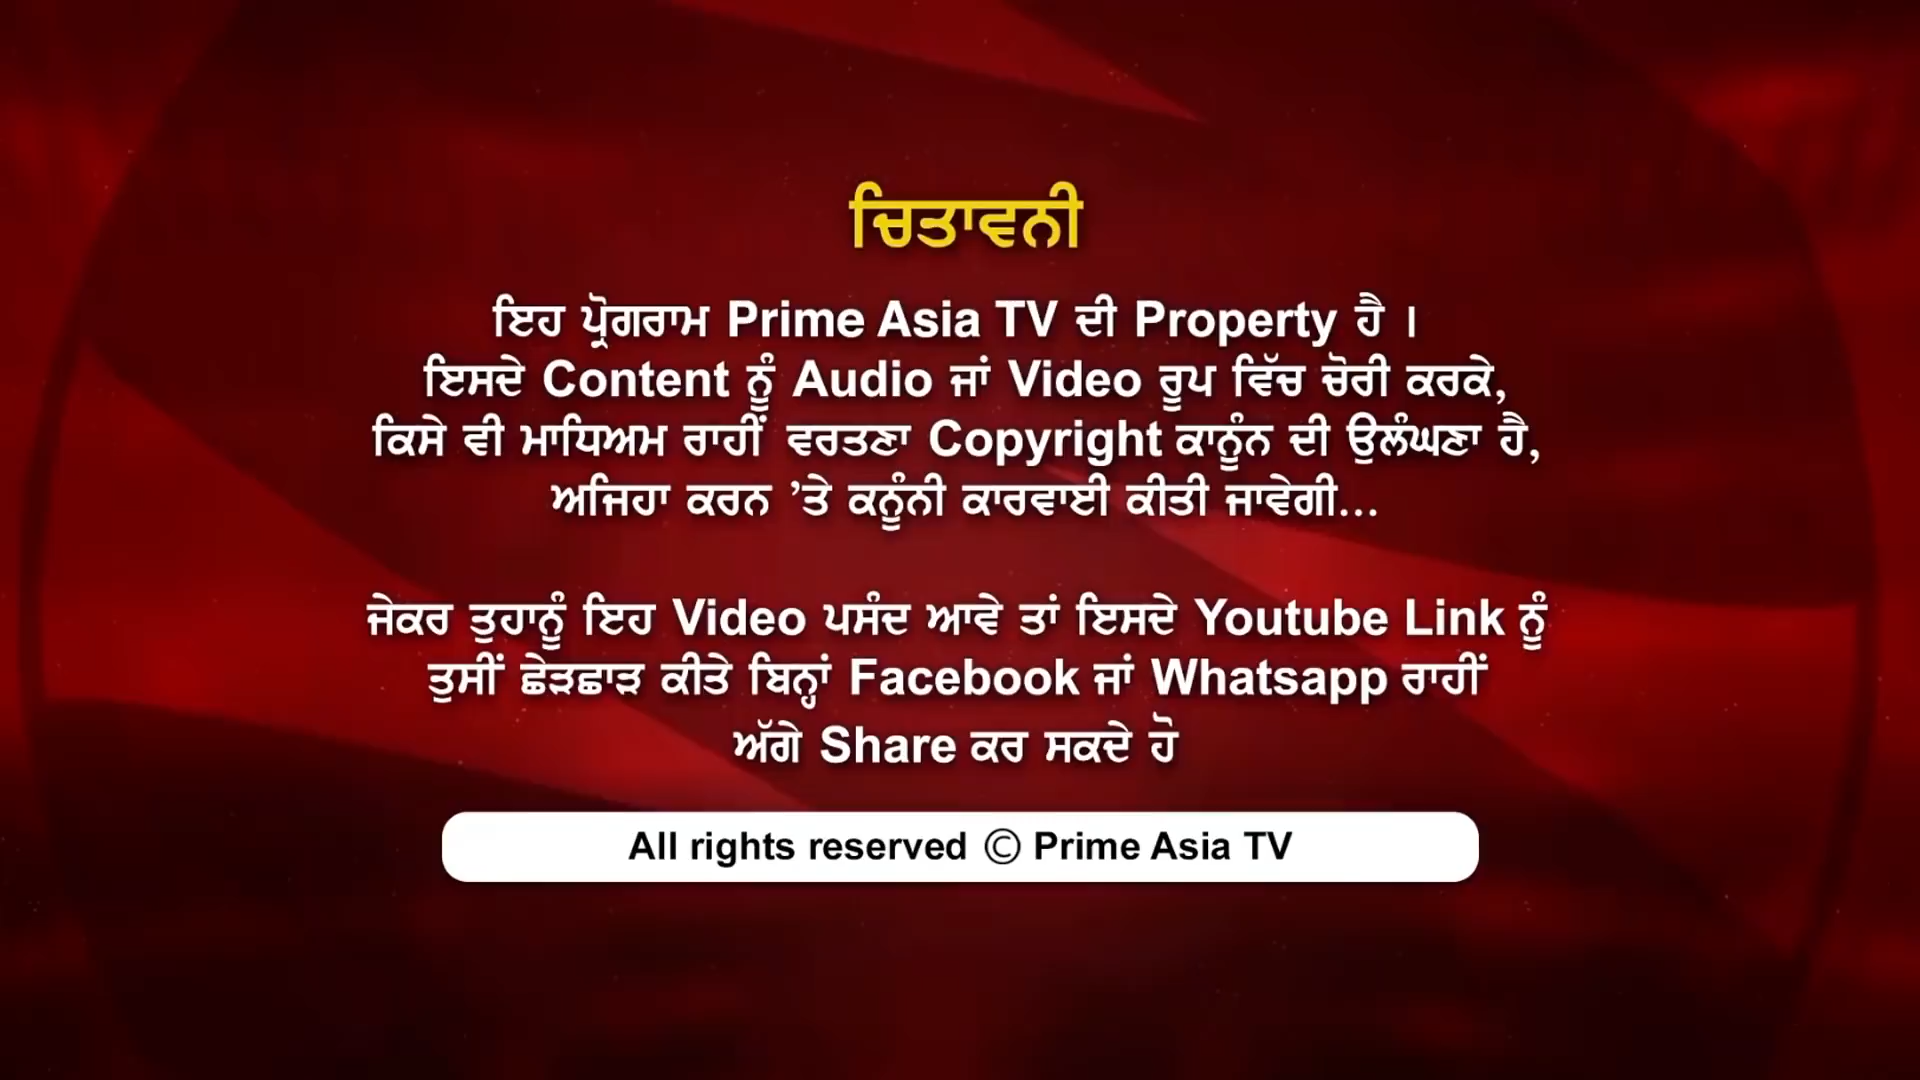 ਚਿਤਾਵਨੀ
ਇਹ ਪ੍ਰੋਗਰਾਮ Prime Asia TV ਦੀ Property ਹੈ ।
ਇਸਦੇ Content ਨੂੰ Audio ਜਾਂ Video ਰੂਪ ਵਿੱਚ ਚੋਰੀ ਕਰਕੇ,
ਕਿਸੇ ਵੀ ਮਾਧਿਅਮ ਰਾਹੀਂ ਵਰਤਣਾ Copyright ਕਾਨੂੰਨ ਦੀ ਉਲੰਘਣਾ ਹੈ,
ਅਜਿਹਾ ਕਰਨ ’ਤੇ ਕਨੂੰਨੀ ਕਾਰਵਾਈ ਕੀਤੀ ਜਾਵੇਗੀ...
ਜੇਕਰ ਤੁਹਾਨੂੰ ਇਹ Video ਪਸੰਦ ਆਵੇ ਤਾਂ ਇਸਦੇ Youtube Link ਨੂੰ
ਤੁਸੀਂ ਛੇੜਛਾੜ ਕੀਤੇ ਬਿਨ੍ਹਾਂ Facebook ਜਾਂ Whatsapp ਰਾਹੀਂ
ਅੱਗੇ Share ਕਰ ਸਕਦੇ ਹੋ
All rights reserved © Prime Asia TV